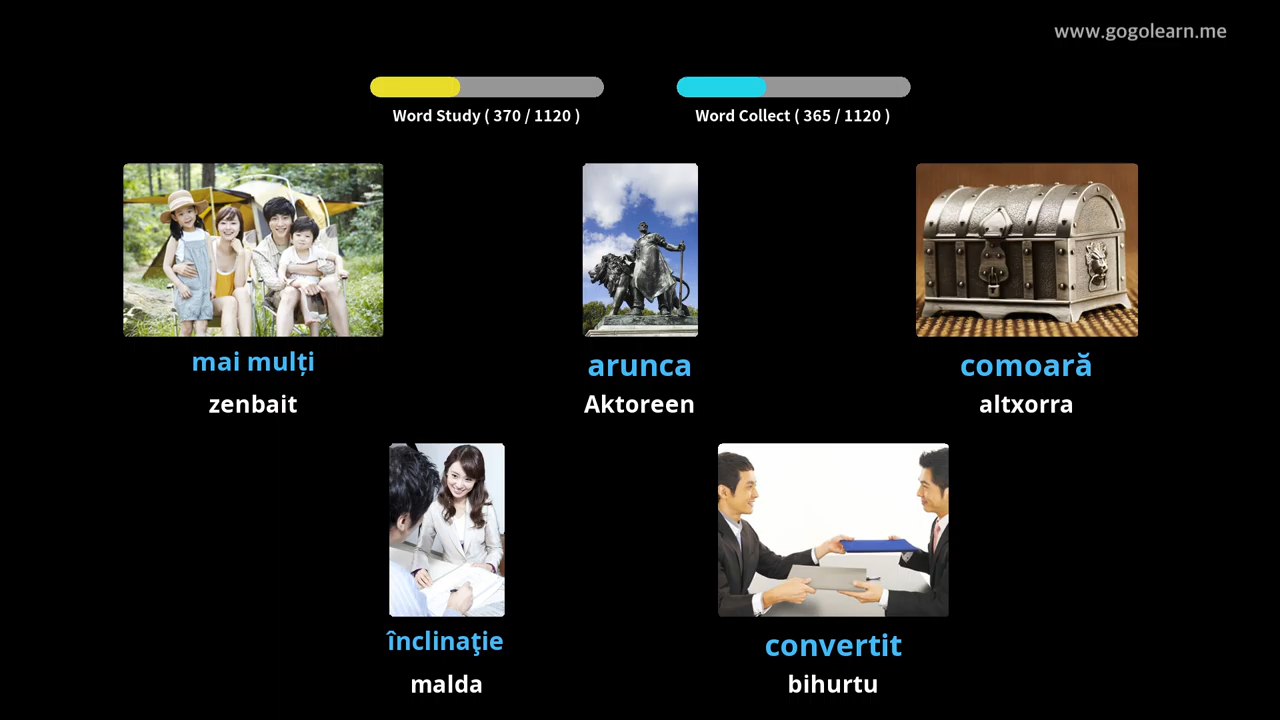 www.gogolearn.me
Word Study ( 370 / 1120 )
Word Collect ( 365 / 1120 )
mai mulți
zenbait
arunca
Aktoreen
comoară
altxorra
înclinaţie
malda
convertit
bihurtu